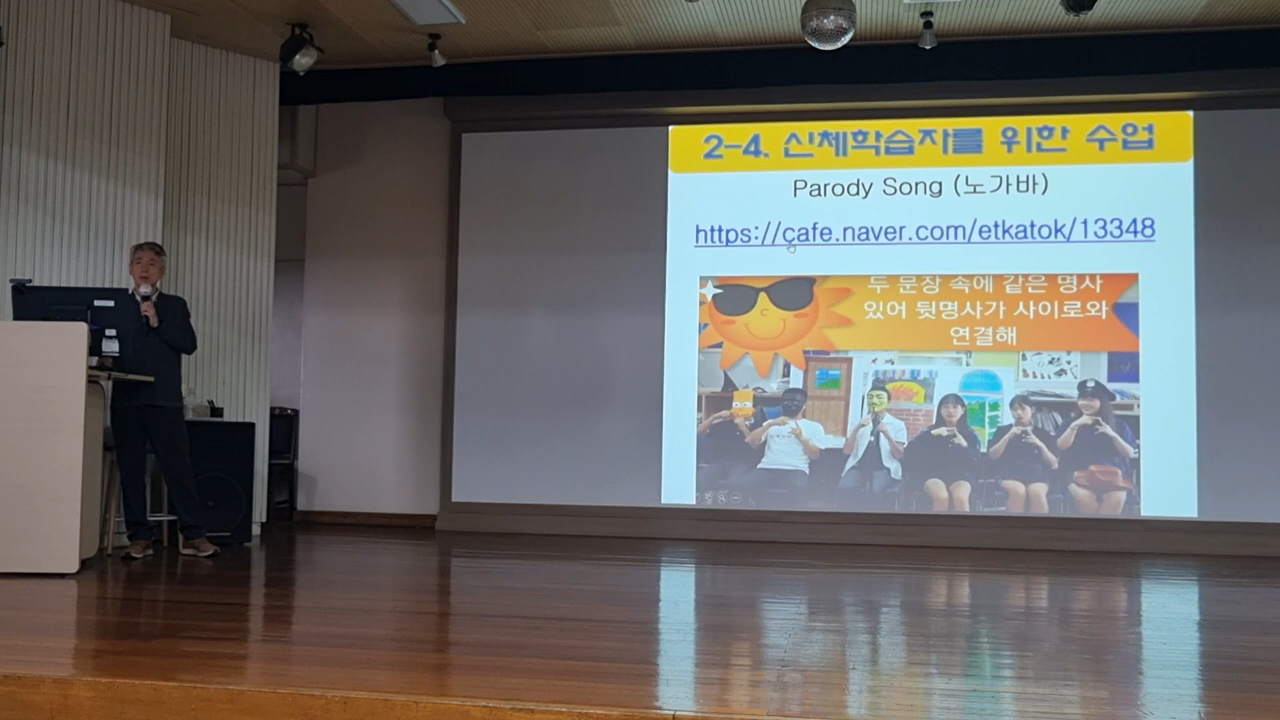 2-4. 신체학습자를 위한 수업
Parody Song (노가바)
https://cafe.naver.com/etkatok/13348
두 문장 속에 같은 명사
있어 뒷명사가 사이로와
연결해